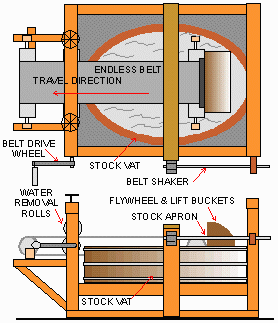 ENDLESS BELT
TRAVEL DIRECTION
BELT DRIVE
WHEEL
STOCK VAT
BELT SHAKER
WATER
REMOVAL
ROLLS
FLYWHEEL & LIFT BUCKETS
STOCK APRON
STOCK VAT